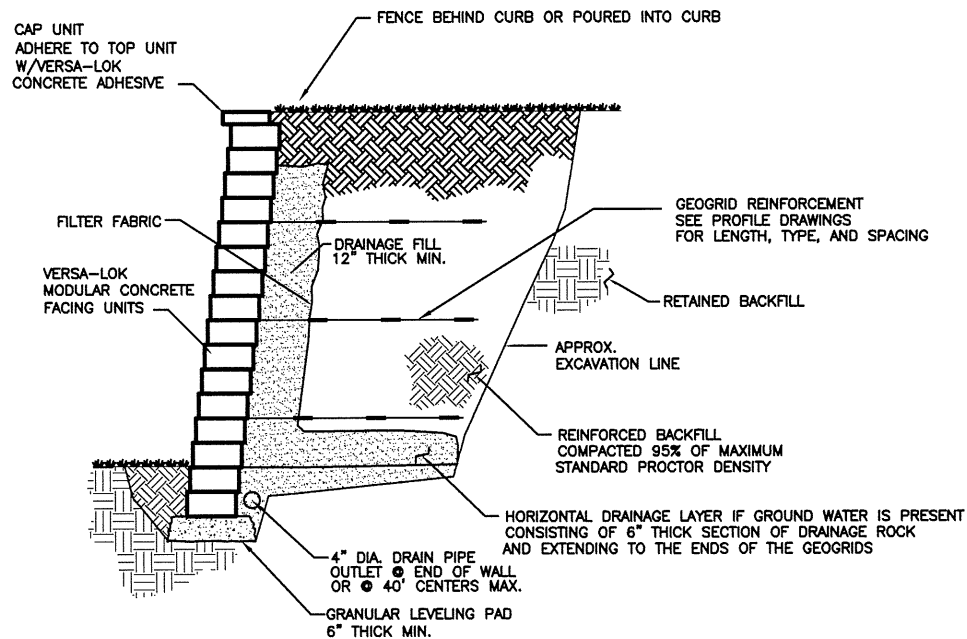 FENCE BEHIND CURB OR POURED INTO CURB
CAP UNIT
ADHERE TO TOP UNIT
W/VERSA-LOK
CONCRETE ADHESIVE
GEOGRID REINFORCEMENT
SEE PROFILE DRAWINGS
FOR LENGTH, TYPE, AND SPACING
FILTER FABRIC
DRAINAGE FILL
12" THICK MIN.
VERSA-LOK
MODULAR CONCRETE
FACING UNITS
RETAINED BACKFILL
APPROX.
EXCAVATION LINE
REINFORCED BACKFILL
COMPACTED 95% OF MAXIMUM
STANDARD PROCTOR DENSITY
HORIZONTAL DRAINAGE LAYER IF GROUND WATER IS PRESENT
CONSISTING OF 6" THICK SECTION OF DRAINAGE ROCK
AND EXTENDING TO THE ENDS OF THE GEOGRIDS
4" DIA. DRAIN PIPE
OUTLET @ END OF WALL
OR @ 40' CENTERS MAX.
GRANULAR LEVELING PAD
6" THICK MIN.